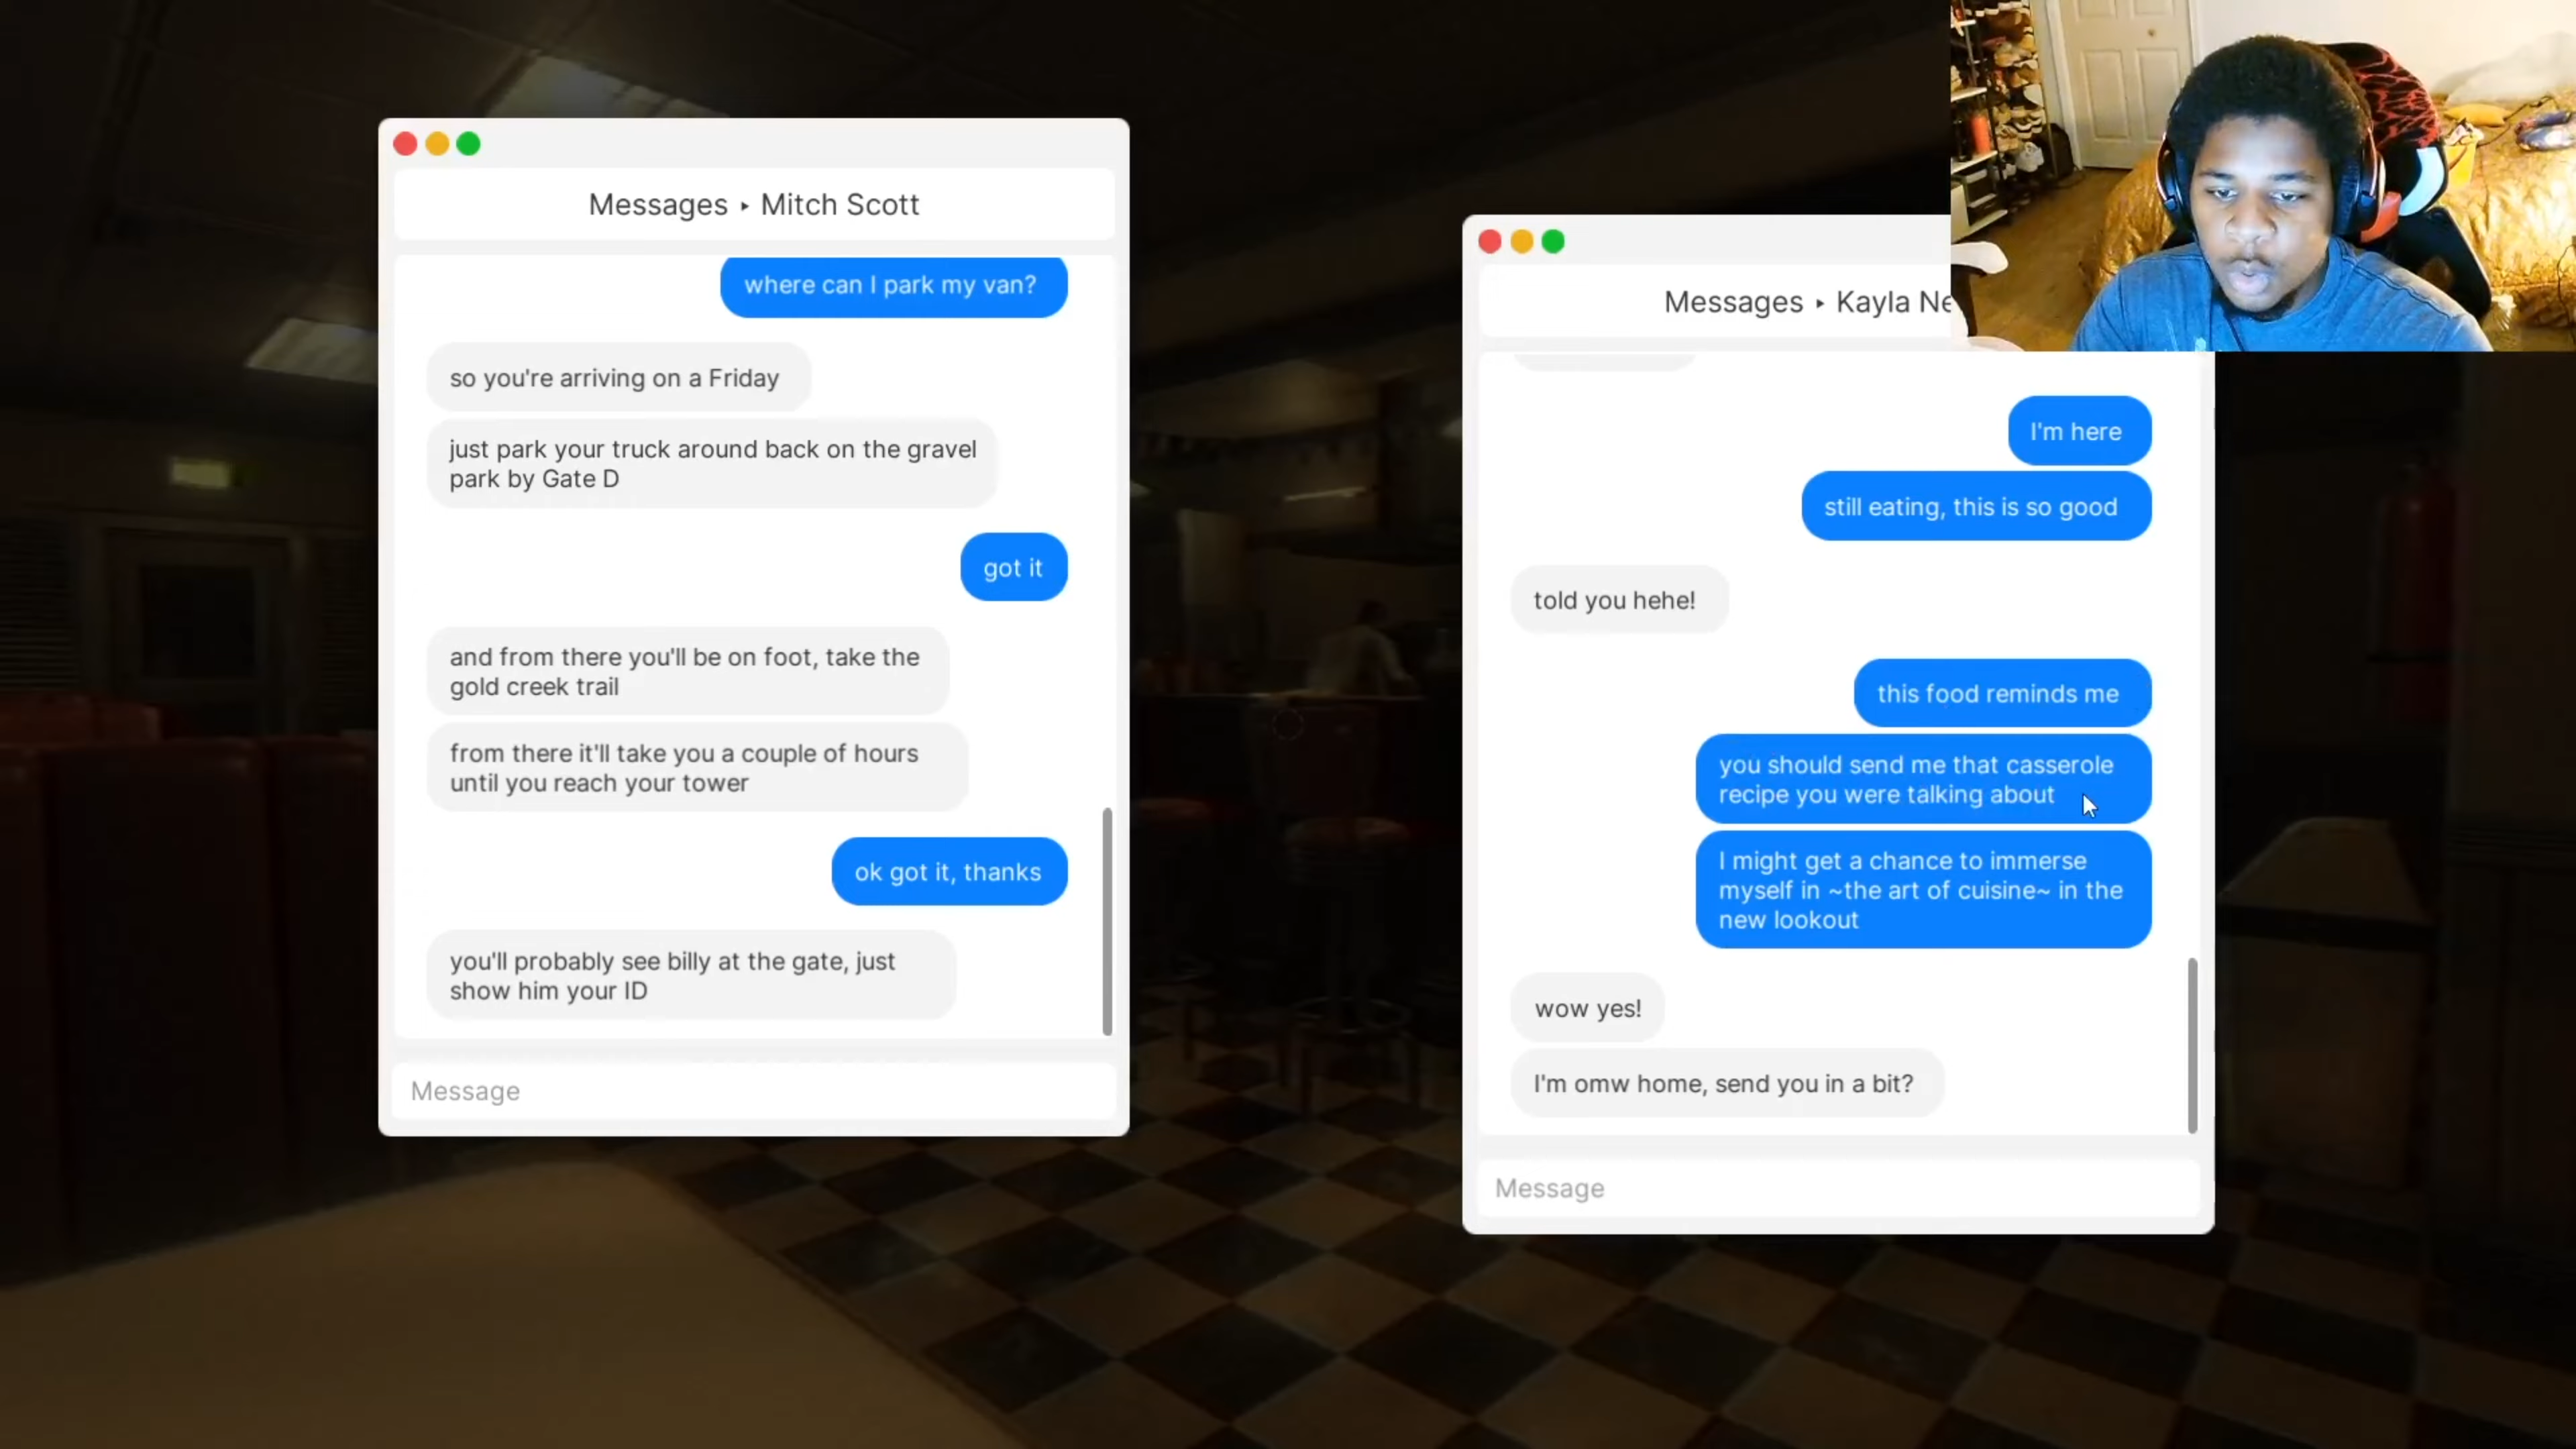 Messages ‣ Mitch Scott
where can I park my van?
so you're arriving on a Friday
just park your truck around back on the gravel
park by Gate D
got it
and from there you'll be on foot, take the
gold creek trail
from there it'll take you a couple of hours
until you reach your tower
ok got it, thanks
you'll probably see billy at the gate, just
show him your ID
Message
Messages ‣ Kayla
I'm here
still eating, this is so good
told you hehe!
this food reminds me
you should send me that casserole
recipe you were talking about
I might get a chance to immerse
myself in ~the art of cuisine~ in the
new lookout
wow yes!
I'm omw home, send you in a bit?
Message